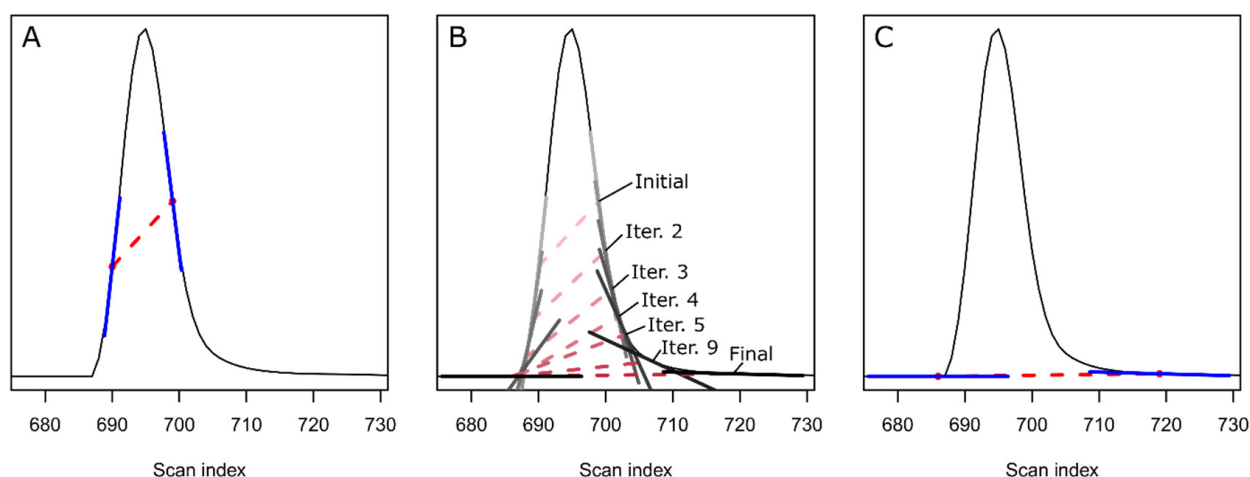 A
680 690 700 710 720 730
Scan index
B
Initial
Iter. 2
Iter. 3
Iter. 4
Iter. 5
Iter. 9
Final
680 690 700 710 720 730
Scan index
C
680 690 700 710 720 730
Scan index